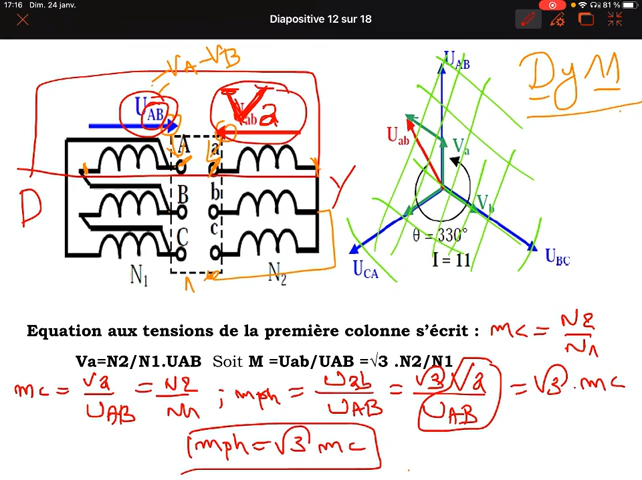 17:16 Dim. 24 janv.
Diapositive 12 sur 18
81 %
VA-VB
Dy 11
UAB
Va
A a
B b
C c
D
Y
N1 N2
UAB
Uab Va
Vb
θ = 330°
I = 11
UCA UBC
Equation aux tensions de la première colonne s'écrit : mc = N2/N1
Va=N2/N1.UAB Soit M =Uab/UAB =√3 .N2/N1
mc = Va/UAB = N2/N1 ; mph = Uab/UAB = √3 Va/UAB = √3 . mc
mph = √3 mc